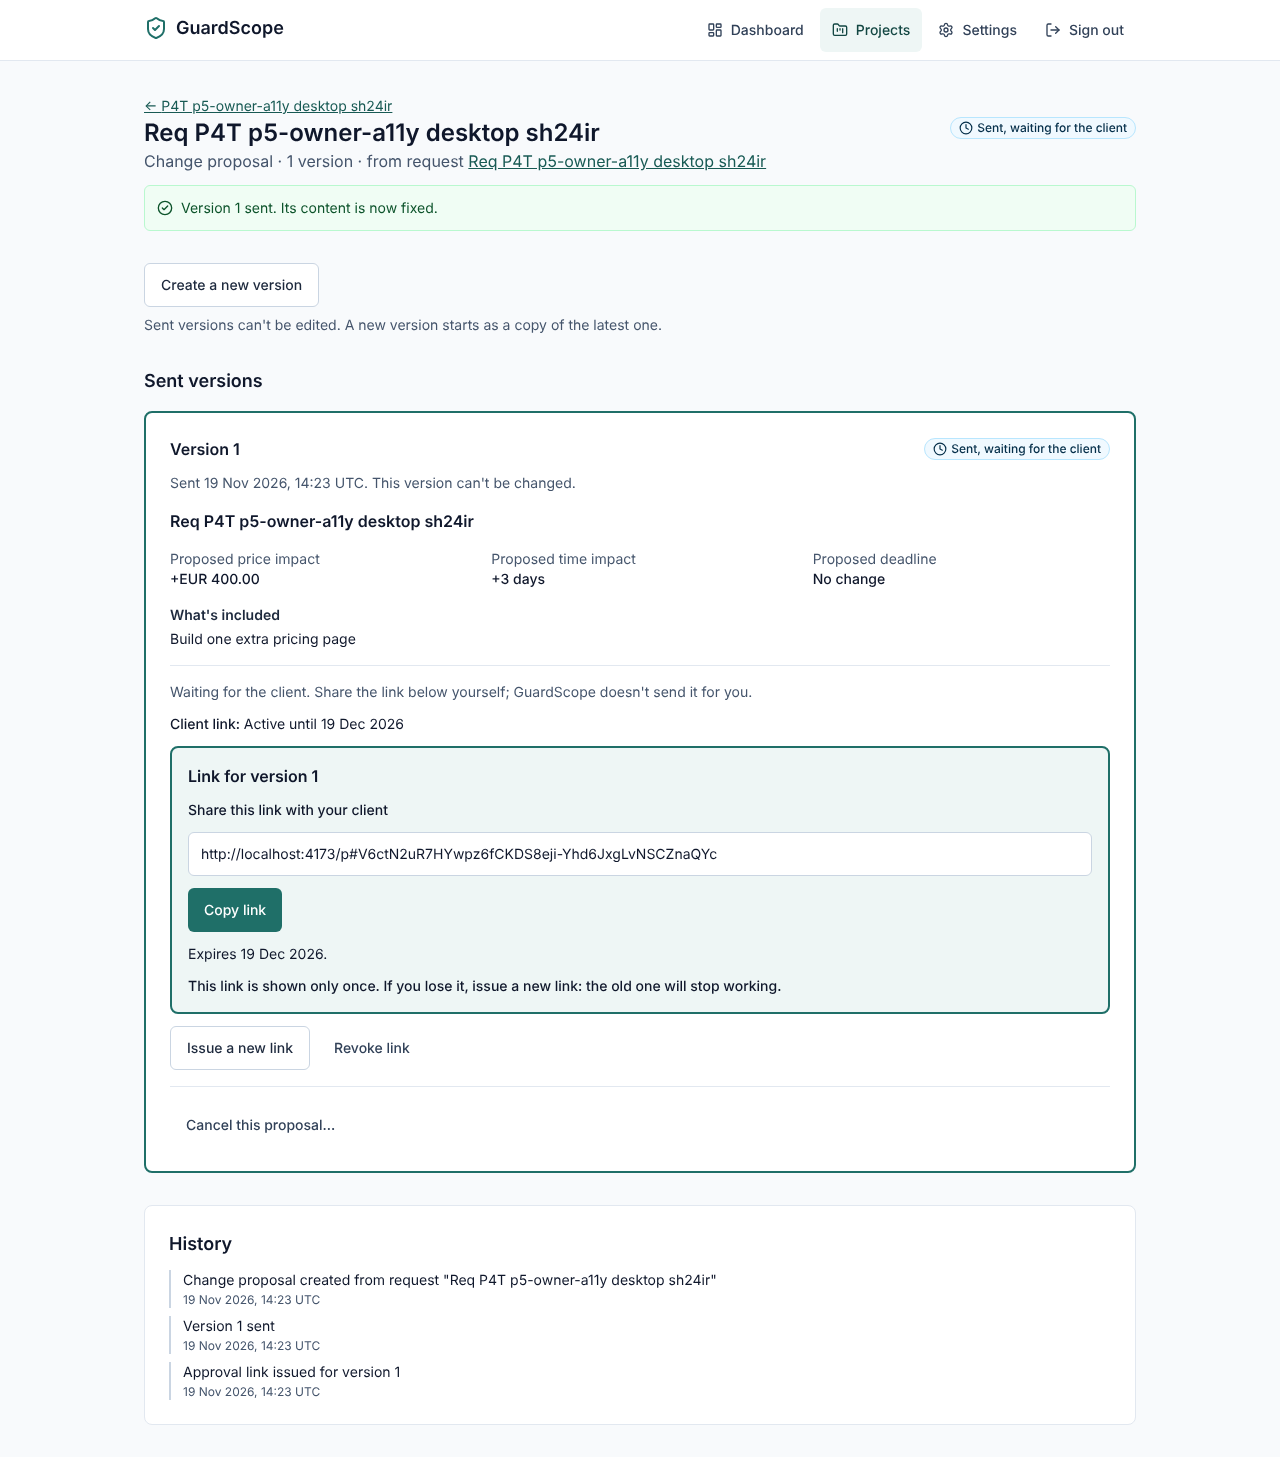 GuardScope
Dashboard
Projects
Settings
Sign out
← P4T p5-owner-a11y desktop sh24ir
Req P4T p5-owner-a11y desktop sh24ir
Sent, waiting for the client
Change proposal · 1 version · from request Req P4T p5-owner-a11y desktop sh24ir
Version 1 sent. Its content is now fixed.
Create a new version
Sent versions can't be edited. A new version starts as a copy of the latest one.
Sent versions
Version 1
Sent, waiting for the client
Sent 19 Nov 2026, 14:23 UTC. This version can't be changed.
Req P4T p5-owner-a11y desktop sh24ir
Proposed price impact
+EUR 400.00
Proposed time impact
+3 days
Proposed deadline
No change
What's included
Build one extra pricing page
Waiting for the client. Share the link below yourself; GuardScope doesn't send it for you.
Client link: Active until 19 Dec 2026
Link for version 1
Share this link with your client
http://localhost:4173/p#V6ctN2uR7HYwpz6fCKDS8eji-Yhd6JxgLvNSCZnaQYc
Copy link
Expires 19 Dec 2026.
This link is shown only once. If you lose it, issue a new link: the old one will stop working.
Issue a new link
Revoke link
Cancel this proposal...
History
Change proposal created from request "Req P4T p5-owner-a11y desktop sh24ir"
19 Nov 2026, 14:23 UTC
Version 1 sent
19 Nov 2026, 14:23 UTC
Approval link issued for version 1
19 Nov 2026, 14:23 UTC